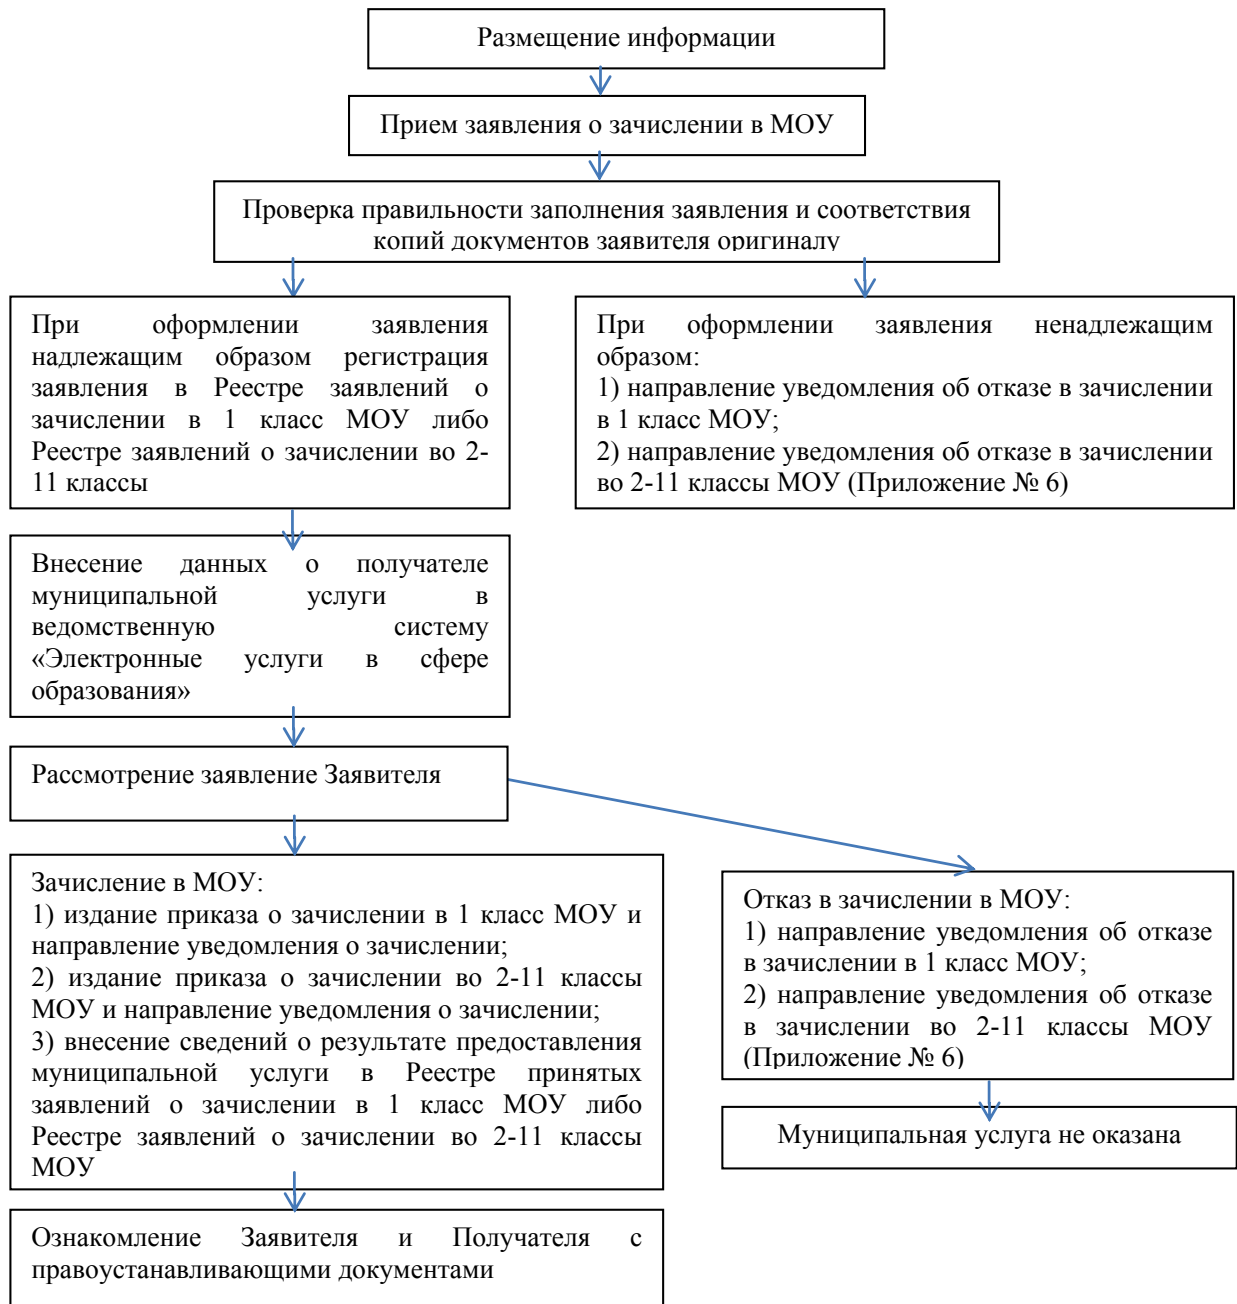 Размещение информации
Прием заявления о зачислении в МОУ
Проверка правильности заполнения заявления и соответствия
копий документов заявителя оригиналу
При оформлении заявления
надлежащим образом регистрация
заявления в Реестре заявлений о
зачислении в 1 класс МОУ либо
Реестре заявлений о зачислении во 2-
11 классы
При оформлении заявления ненадлежащим
образом:
1) направление уведомления об отказе в зачислении
в 1 класс МОУ;
2) направление уведомления об отказе в зачислении
во 2-11 классы МОУ (Приложение № 6)
Внесение данных о получателе
муниципальной услуги в
ведомственную систему
«Электронные услуги в сфере
образования»
Рассмотрение заявление Заявителя
Зачисление в МОУ:
1) издание приказа о зачислении в 1 класс МОУ и
направление уведомления о зачислении;
2) издание приказа о зачислении во 2-11 классы
МОУ и направление уведомления о зачислении;
3) внесение сведений о результате предоставления
муниципальной услуги в Реестре принятых
заявлений о зачислении в 1 класс МОУ либо
Реестре заявлений о зачислении во 2-11 классы
МОУ
Отказ в зачислении в МОУ:
1) направление уведомления об отказе
в зачислении в 1 класс МОУ;
2) направление уведомления об отказе
в зачислении во 2-11 классы МОУ
(Приложение № 6)
Муниципальная услуга не оказана
Ознакомление Заявителя и Получателя с
правоустанавливающими документами